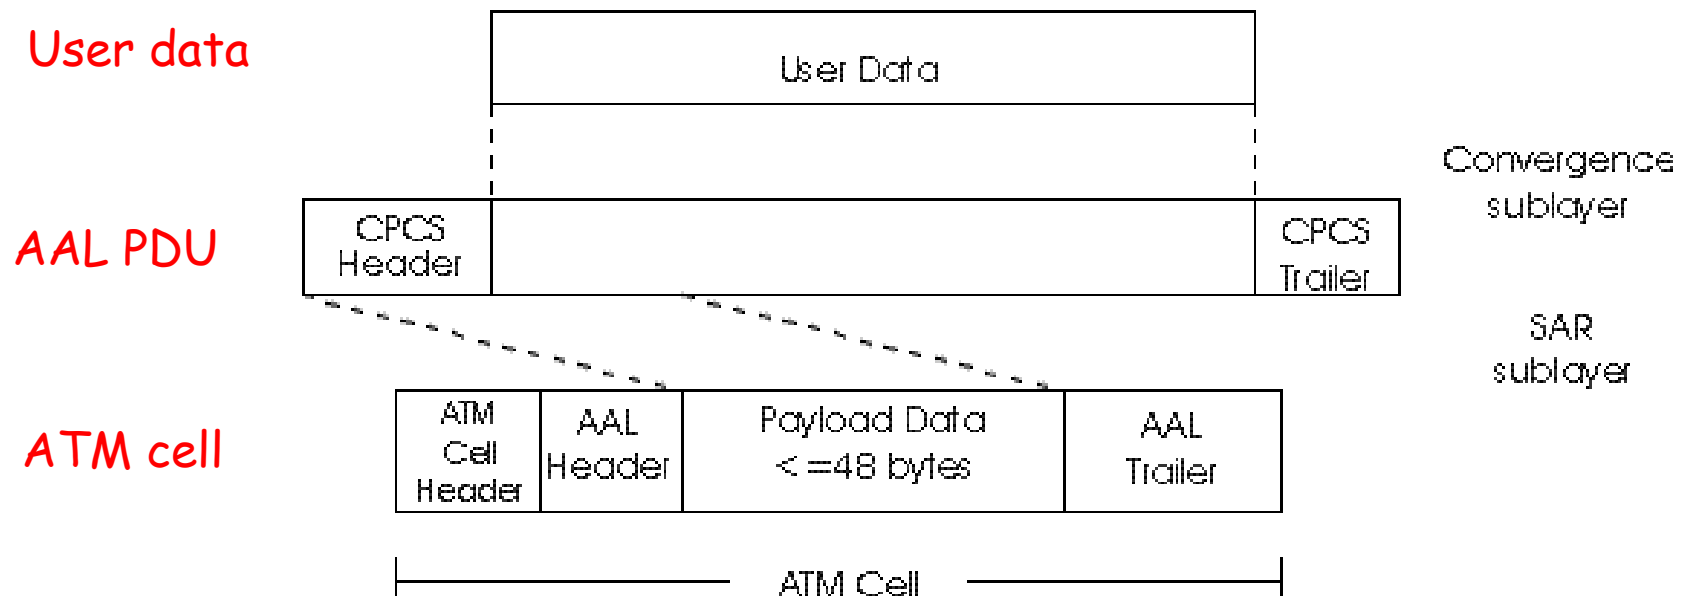 User data
User Data
Convergence
sublayer
AAL PDU
CPCS
Header
CPCS
Trailer
SAR
sublayer
ATM cell
ATM
Cell
Header
AAL
Header
Payload Data
< =48 bytes
AAL
Trailer
ATM Cell